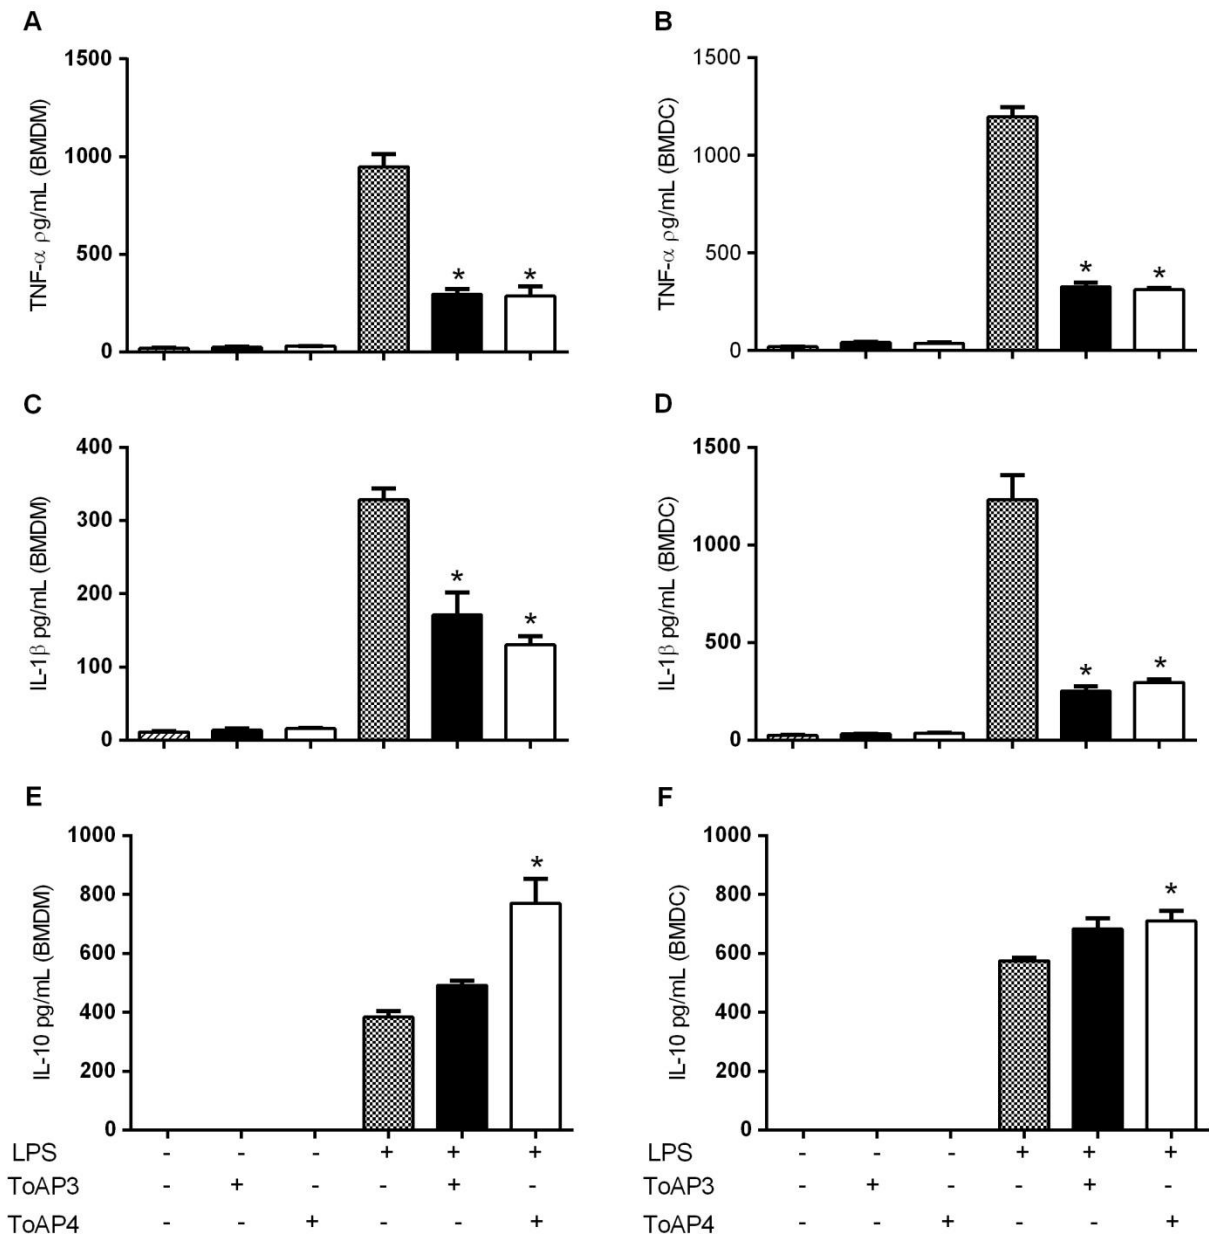 A
TNF-α ρg/mL (BMDM)
1500
1000
500
0
* *
B
TNF-α ρg/mL (BMDC)
1500
1000
500
0
* *
C
IL-1β pg/mL (BMDM)
400
300
200
100
0
*
*
D
IL-1β pg/mL (BMDC)
1500
1000
500
0
* *
E
IL-10 pg/mL (BMDM)
1000
800
600
400
200
0
*
F
IL-10 pg/mL (BMDC)
1000
800
600
400
200
0
*
LPS - - - + + +
ToAP3 - + - - + -
ToAP4 - - + - - +
LPS - - - + + +
ToAP3 - + - - + -
ToAP4 - - + - - +